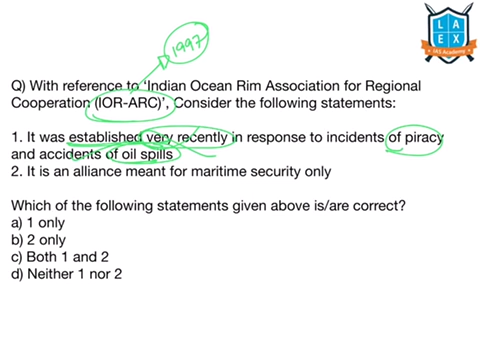 1997
L A
E X
IAS Academy
Q) With reference to 'Indian Ocean Rim Association for Regional
Cooperation (IOR-ARC)', Consider the following statements:
1. It was established very recently in response to incidents of piracy
and accidents of oil spills
2. It is an alliance meant for maritime security only
Which of the following statements given above is/are correct?
a) 1 only
b) 2 only
c) Both 1 and 2
d) Neither 1 nor 2